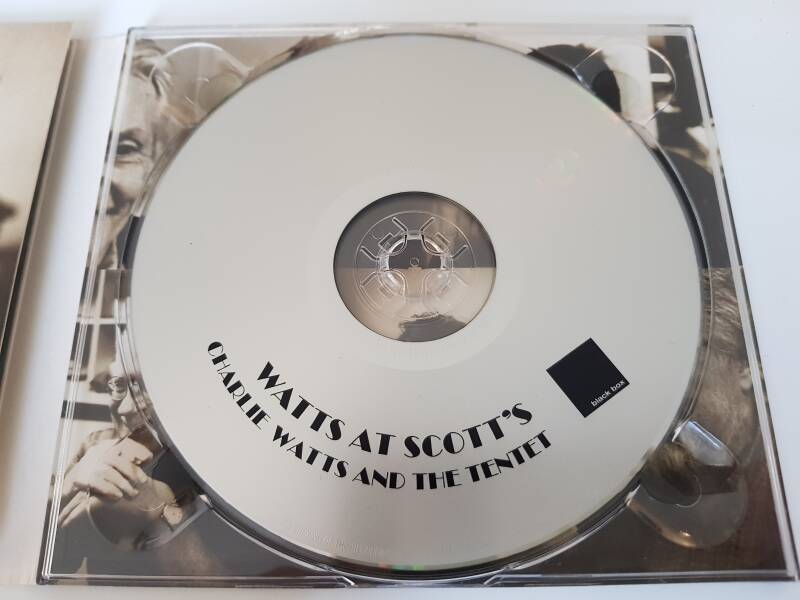 WATTS AT SCOTT'S
CHARLIE WATTS AND THE TENTET
black box